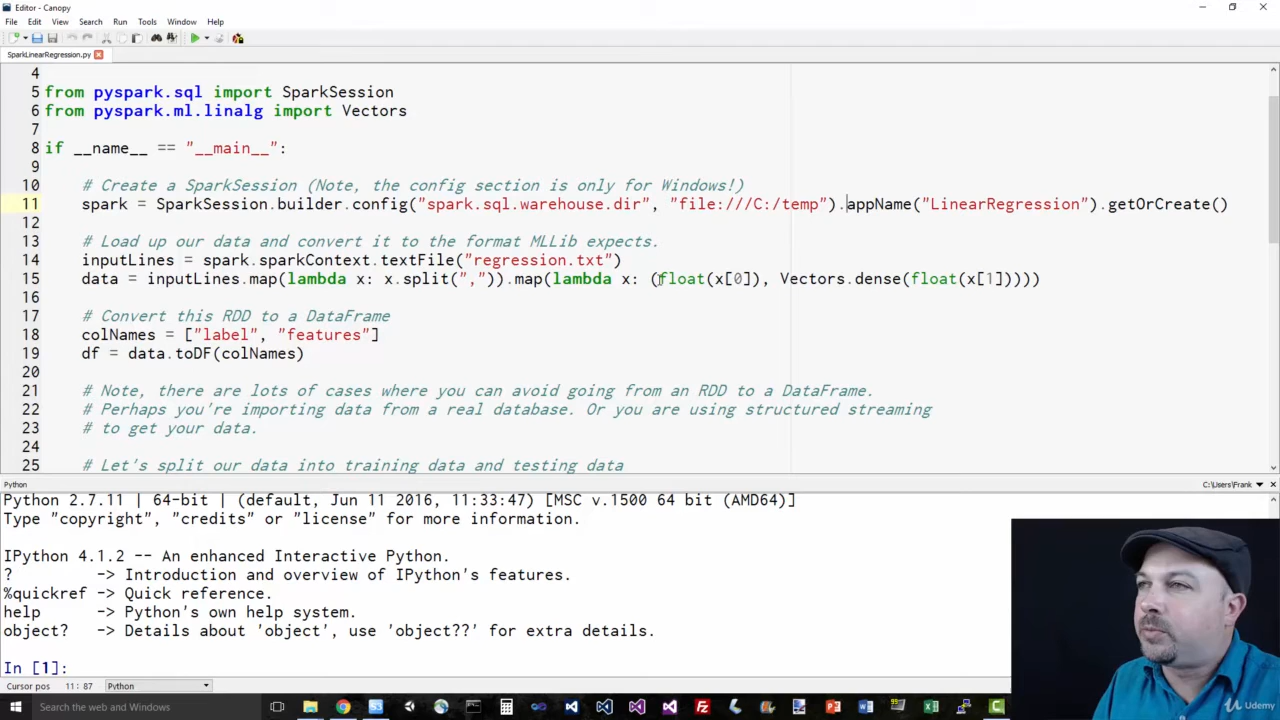 Editor - Canopy
File Edit View Search Run Tools Window Help
SparkLinearRegression.py
4
5 from pyspark.sql import SparkSession
6 from pyspark.ml.linalg import Vectors
7
8 if __name__ == "__main__":
9
10 # Create a SparkSession (Note, the config section is only for Windows!)
11 spark = SparkSession.builder.config("spark.sql.warehouse.dir", "file:///C:/temp").appName("LinearRegression").getOrCreate()
12
13 # Load up our data and convert it to the format MLLib expects.
14 inputLines = spark.sparkContext.textFile("regression.txt")
15 data = inputLines.map(lambda x: x.split(",")).map(lambda x: (float(x[0]), Vectors.dense(float(x[1]))))
16
17 # Convert this RDD to a DataFrame
18 colNames = ["label", "features"]
19 df = data.toDF(colNames)
20
21 # Note, there are lots of cases where you can avoid going from an RDD to a DataFrame.
22 # Perhaps you're importing data from a real database. Or you are using structured streaming
23 # to get your data.
24
25 # Let's split our data into training data and testing data
Python C:\Users\Frank
Python 2.7.11 | 64-bit | (default, Jun 11 2016, 11:33:47) [MSC v.1500 64 bit (AMD64)]
Type "copyright", "credits" or "license" for more information.
IPython 4.1.2 -- An enhanced Interactive Python.
? -> Introduction and overview of IPython's features.
%quickref -> Quick reference.
help -> Python's own help system.
object? -> Details about 'object', use 'object??' for extra details.
In [1]:
Cursor pos 11 : 87 Python
Search the web and Windows
Udemy